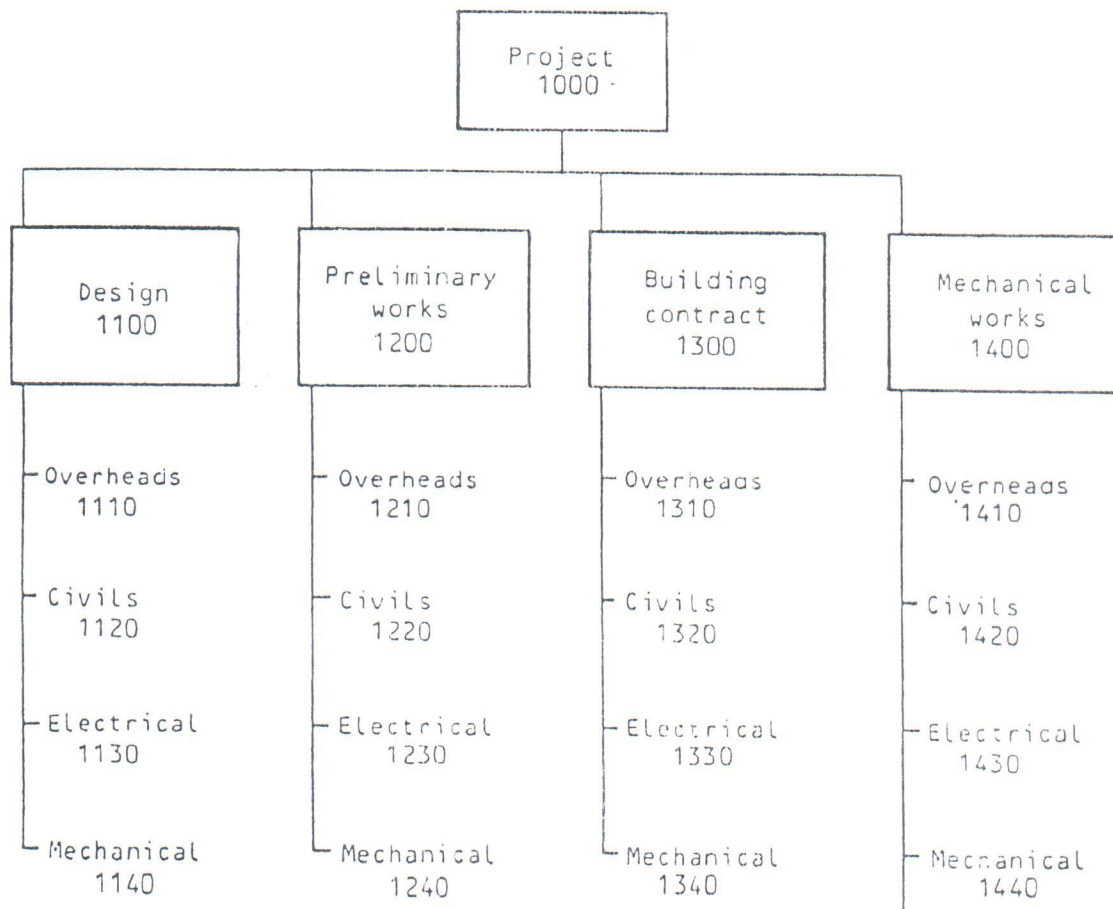 Project
1000
Design
1100
Preliminary
works
1200
Building
contract
1300
Mechanical
works
1400
Overheads
1110
Civils
1120
Electrical
1130
Mechanical
1140
Overheads
1210
Civils
1220
Electrical
1230
Mechanical
1240
Overheads
1310
Civils
1320
Electrical
1330
Mechanical
1340
Overheads
1410
Civils
1420
Electrical
1430
Mechanical
1440